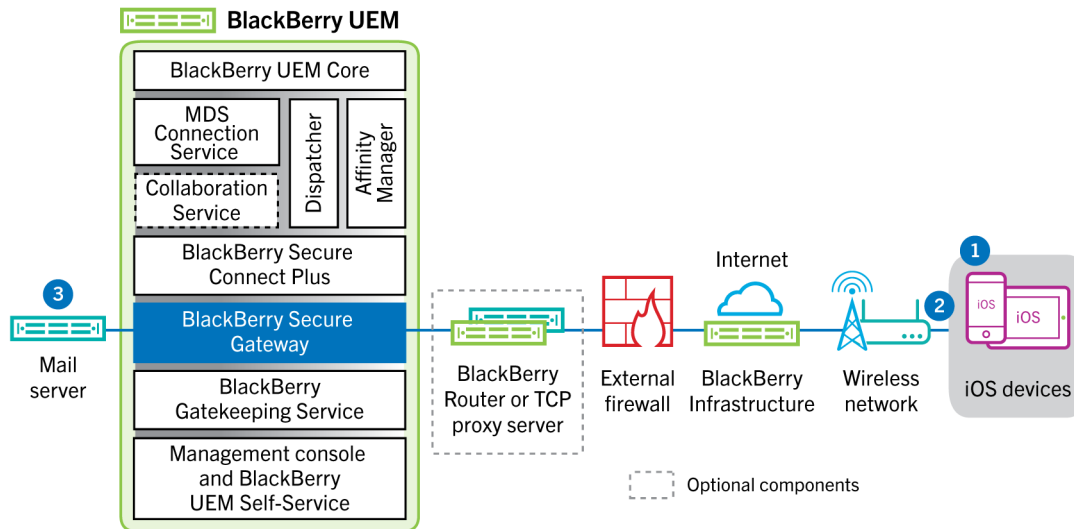 BlackBerry UEM
BlackBerry UEM Core
MDS
Connection
Service
Collaboration
Service
Dispatcher
Affinity
Manager
BlackBerry Secure
Connect Plus
3
Mail
server
BlackBerry Secure
Gateway
BlackBerry
Gatekeeping Service
Management console
and BlackBerry
UEM Self-Service
BlackBerry
Router or TCP
proxy server
External
firewall
Internet
BlackBerry
Infrastructure
Wireless
network
2
1
iOS
iOS
iOS devices
Optional components